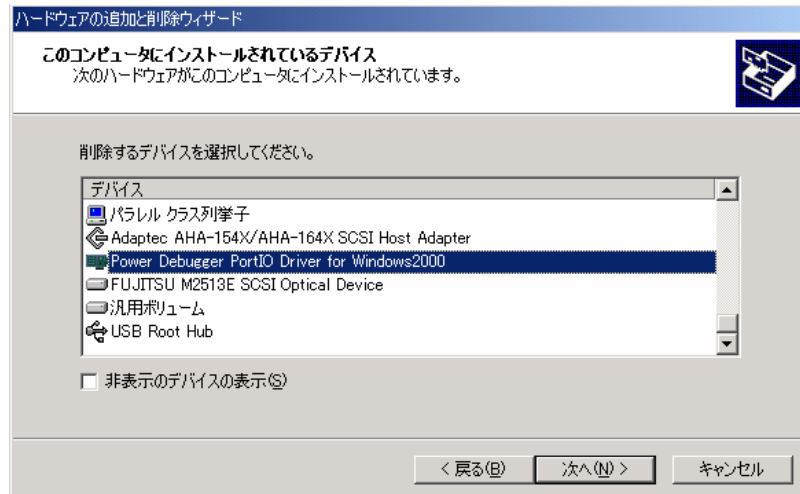 ハードウェアの追加と削除ウィザード
このコンピュータにインストールされているデバイス
次のハードウェアがこのコンピュータにインストールされています。
削除するデバイスを選択してください。
デバイス
パラレル クラス列挙子
Adaptec AHA-154X/AHA-164X SCSI Host Adapter
Power Debugger PortIO Driver for Windows2000
FUJITSU M2513E SCSI Optical Device
汎用ボリューム
USB Root Hub
非表示のデバイスの表示(S)
< 戻る(B) 次へ(N) > キャンセル